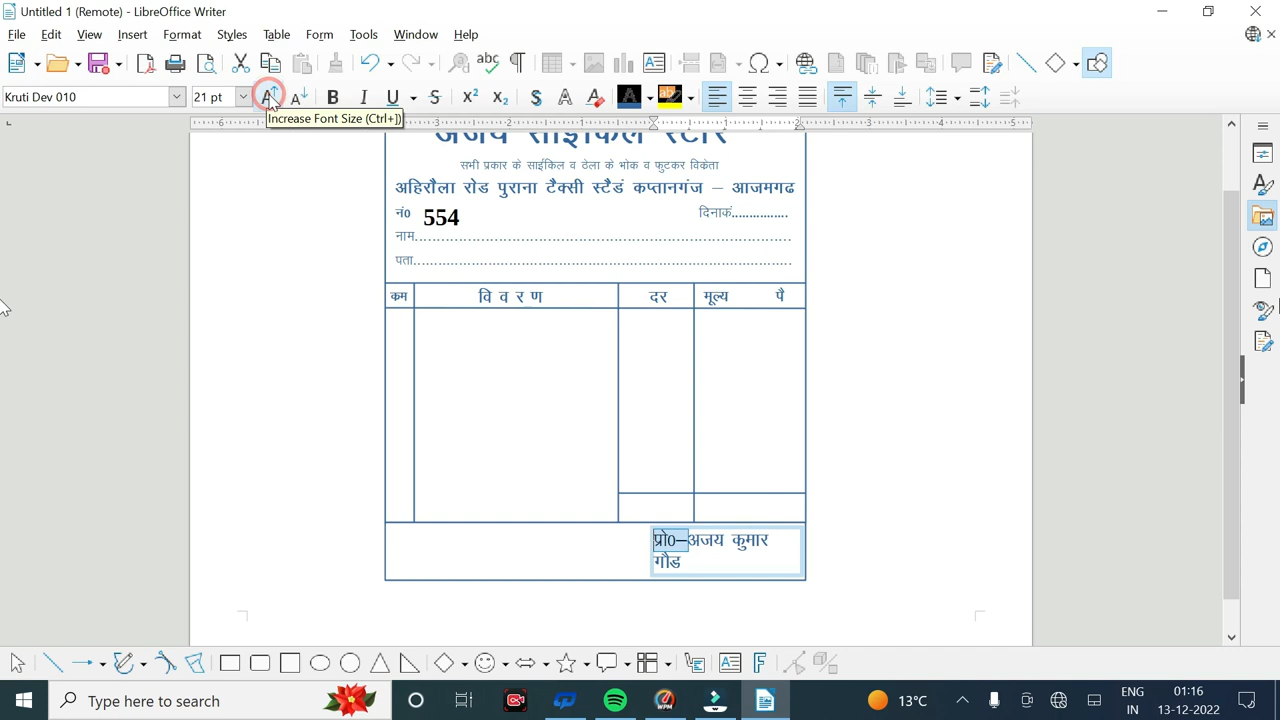 Untitled 1 (Remote) - LibreOffice Writer
File Edit View Insert Format Styles Table Form Tools Window Help
Kruti Dev 010 21 pt
Increase Font Size (Ctrl+])
अजय साइकिल स्टोर
सभी प्रकार के साईकिल व ठेला के भोक व फुटकर विक्रेता
अहिरौला रोड पुराना टैक्सी स्टैडं कप्तानगंज – आजमगढ
नं0 554 दिनाकं...............
नाम
पता
कम वि व र ण दर मूल्य पै
प्रो0–अजय कुमार
गौड
Type here to search
13°C
ENG
IN
01:16
13-12-2022